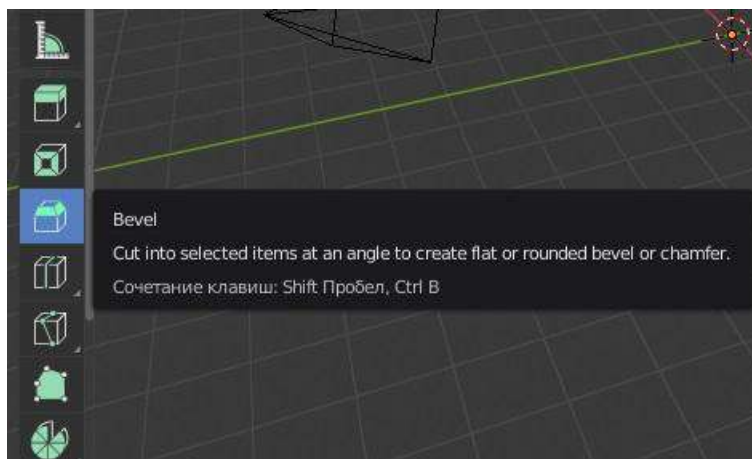 Bevel
Cut into selected items at an angle to create flat or rounded bevel or chamfer.
Сочетание клавиш: Shift Пробел, Ctrl B